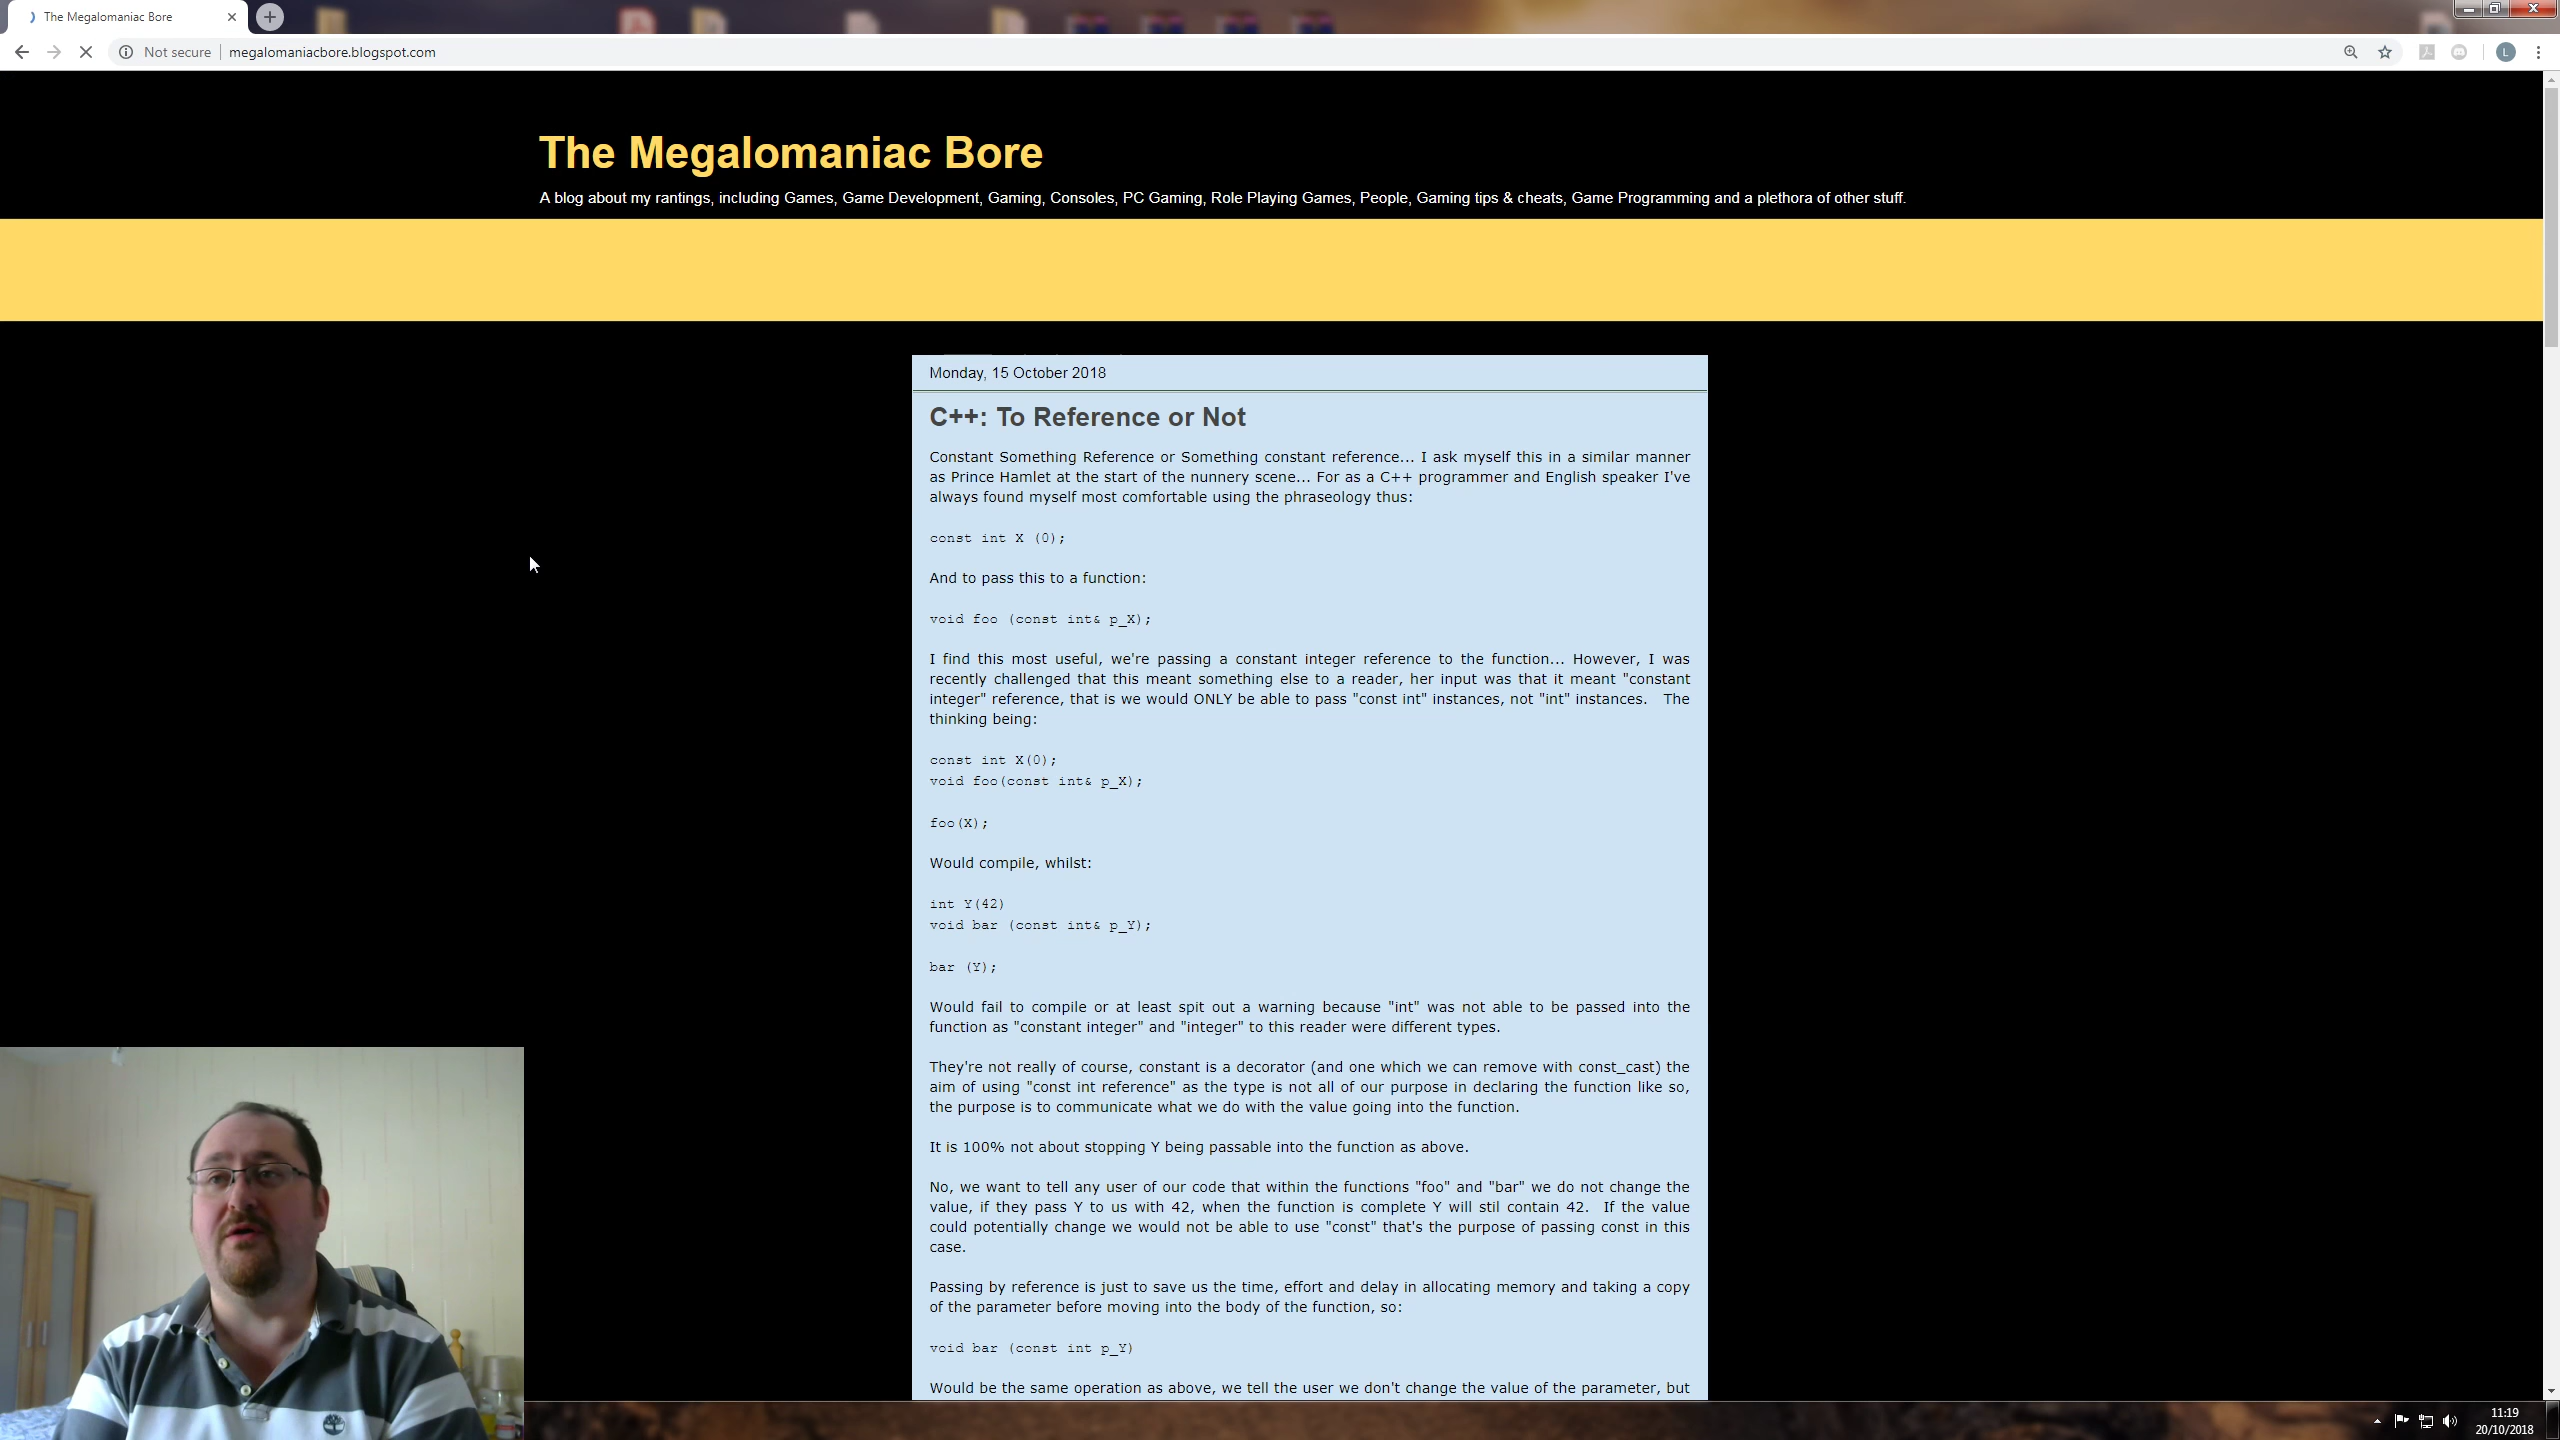 The Megalomaniac Bore
Not secure
megalomaniacbore.blogspot.com
L
The Megalomaniac Bore
A blog about my rantings, including Games, Game Development, Gaming, Consoles, PC Gaming, Role Playing Games, People, Gaming tips & cheats, Game Programming and a plethora of other stuff.
Monday, 15 October 2018
C++: To Reference or Not
Constant Something Reference or Something constant reference... I ask myself this in a similar manner
as Prince Hamlet at the start of the nunnery scene... For as a C++ programmer and English speaker I've
always found myself most comfortable using the phraseology thus:
const int X (0);
And to pass this to a function:
void foo (const int& p_X);
I find this most useful, we're passing a constant integer reference to the function... However, I was
recently challenged that this meant something else to a reader, her input was that it meant "constant
integer" reference, that is we would ONLY be able to pass "const int" instances, not "int" instances. The
thinking being:
const int X(0);
void foo(const int& p_X);
foo(X);
Would compile, whilst:
int Y(42)
void bar (const int& p_Y);
bar (Y);
Would fail to compile or at least spit out a warning because "int" was not able to be passed into the
function as "constant integer" and "integer" to this reader were different types.
They're not really of course, constant is a decorator (and one which we can remove with const_cast) the
aim of using "const int reference" as the type is not all of our purpose in declaring the function like so,
the purpose is to communicate what we do with the value going into the function.
It is 100% not about stopping Y being passable into the function as above.
No, we want to tell any user of our code that within the functions "foo" and "bar" we do not change the
value, if they pass Y to us with 42, when the function is complete Y will stil contain 42. If the value
could potentially change we would not be able to use "const" that's the purpose of passing const in this
case.
Passing by reference is just to save us the time, effort and delay in allocating memory and taking a copy
of the parameter before moving into the body of the function, so:
void bar (const int p_Y)
Would be the same operation as above, we tell the user we don't change the value of the parameter, but
11:19
20/10/2018